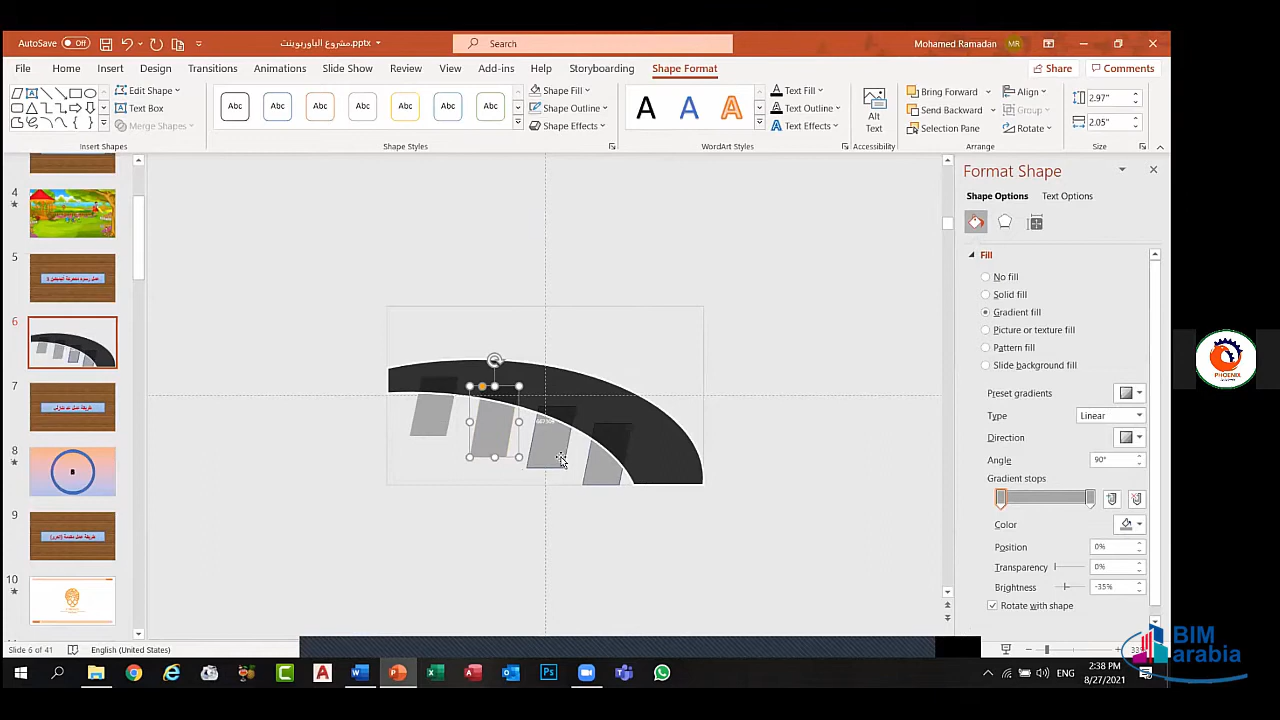 AutoSave Off
مشروع الباوربوينت.pptx
Search
Mohamed Ramadan MR
File Home Insert Design Transitions Animations Slide Show Review View Add-ins Help Storyboarding Shape Format
Share Comments
Edit Shape
Text Box
Merge Shapes
Insert Shapes
Abc Abc Abc Abc Abc Abc Abc
Shape Fill
Shape Outline
Shape Effects
Shape Styles
A A A
Text Fill
Text Outline
Text Effects
WordArt Styles
Alt Text
Accessibility
Bring Forward
Send Backward
Selection Pane
Align
Group
Rotate
Arrange
2.97"
2.05"
Size
4
5
6
7
8
9
10
Format Shape
Shape Options Text Options
Fill
No fill
Solid fill
Gradient fill
Picture or texture fill
Pattern fill
Slide background fill
Preset gradients
Type Linear
Direction
Angle 90°
Gradient stops
Color
Position 0%
Transparency 0%
Brightness -35%
Rotate with shape
PHOENIX
Slide 6 of 41 English (United States)
BIM
arabia
ENG
2:38 PM
8/27/2021